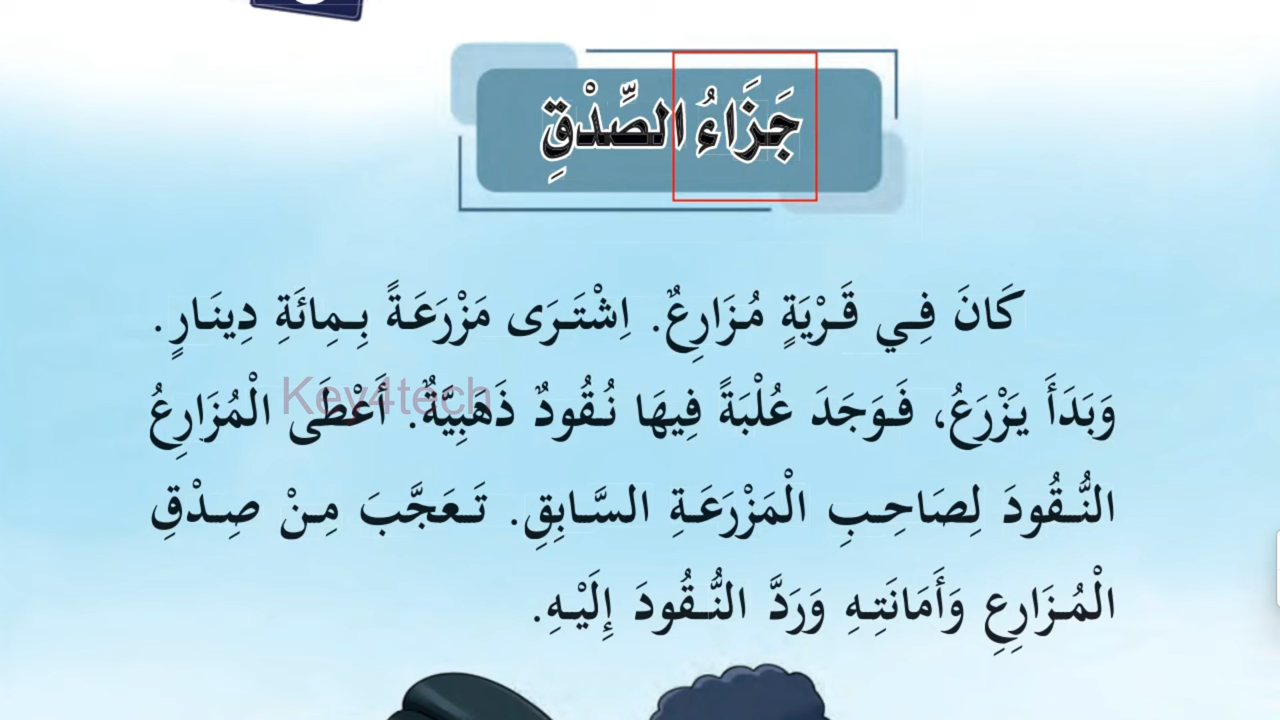 جَزَاءُ الصِّدْقِ
كَانَ فِي قَرْيَةٍ مُزَارِعٌ. اِشْتَرَى مَزْرَعَةً بِمِائَةِ دِينَارٍ.
وَبَدَأَ يَزْرَعُ، فَوَجَدَ عُلْبَةً فِيهَا نُقُودٌ ذَهَبِيَّةٌ. أَعْطَى الْمُزَارِعُ
Key4tech
النُّقُودَ لِصَاحِبِ الْمَزْرَعَةِ السَّابِقِ. تَعَجَّبَ مِنْ صِدْقِ
الْمُزَارِعِ وَأَمَانَتِهِ وَرَدَّ النُّقُودَ إِلَيْهِ.